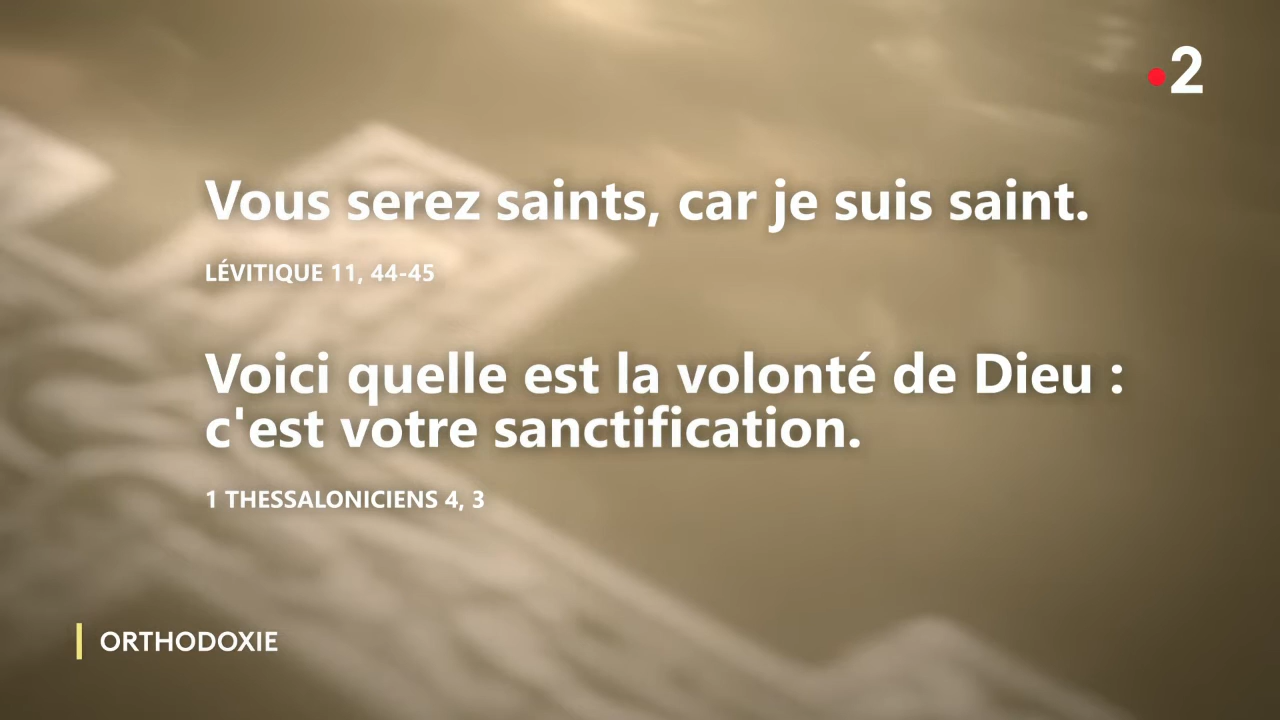 2
Vous serez saints, car je suis saint.
LÉVITIQUE 11, 44-45
Voici quelle est la volonté de Dieu :
c'est votre sanctification.
1 THESSALONICIENS 4, 3
ORTHODOXIE